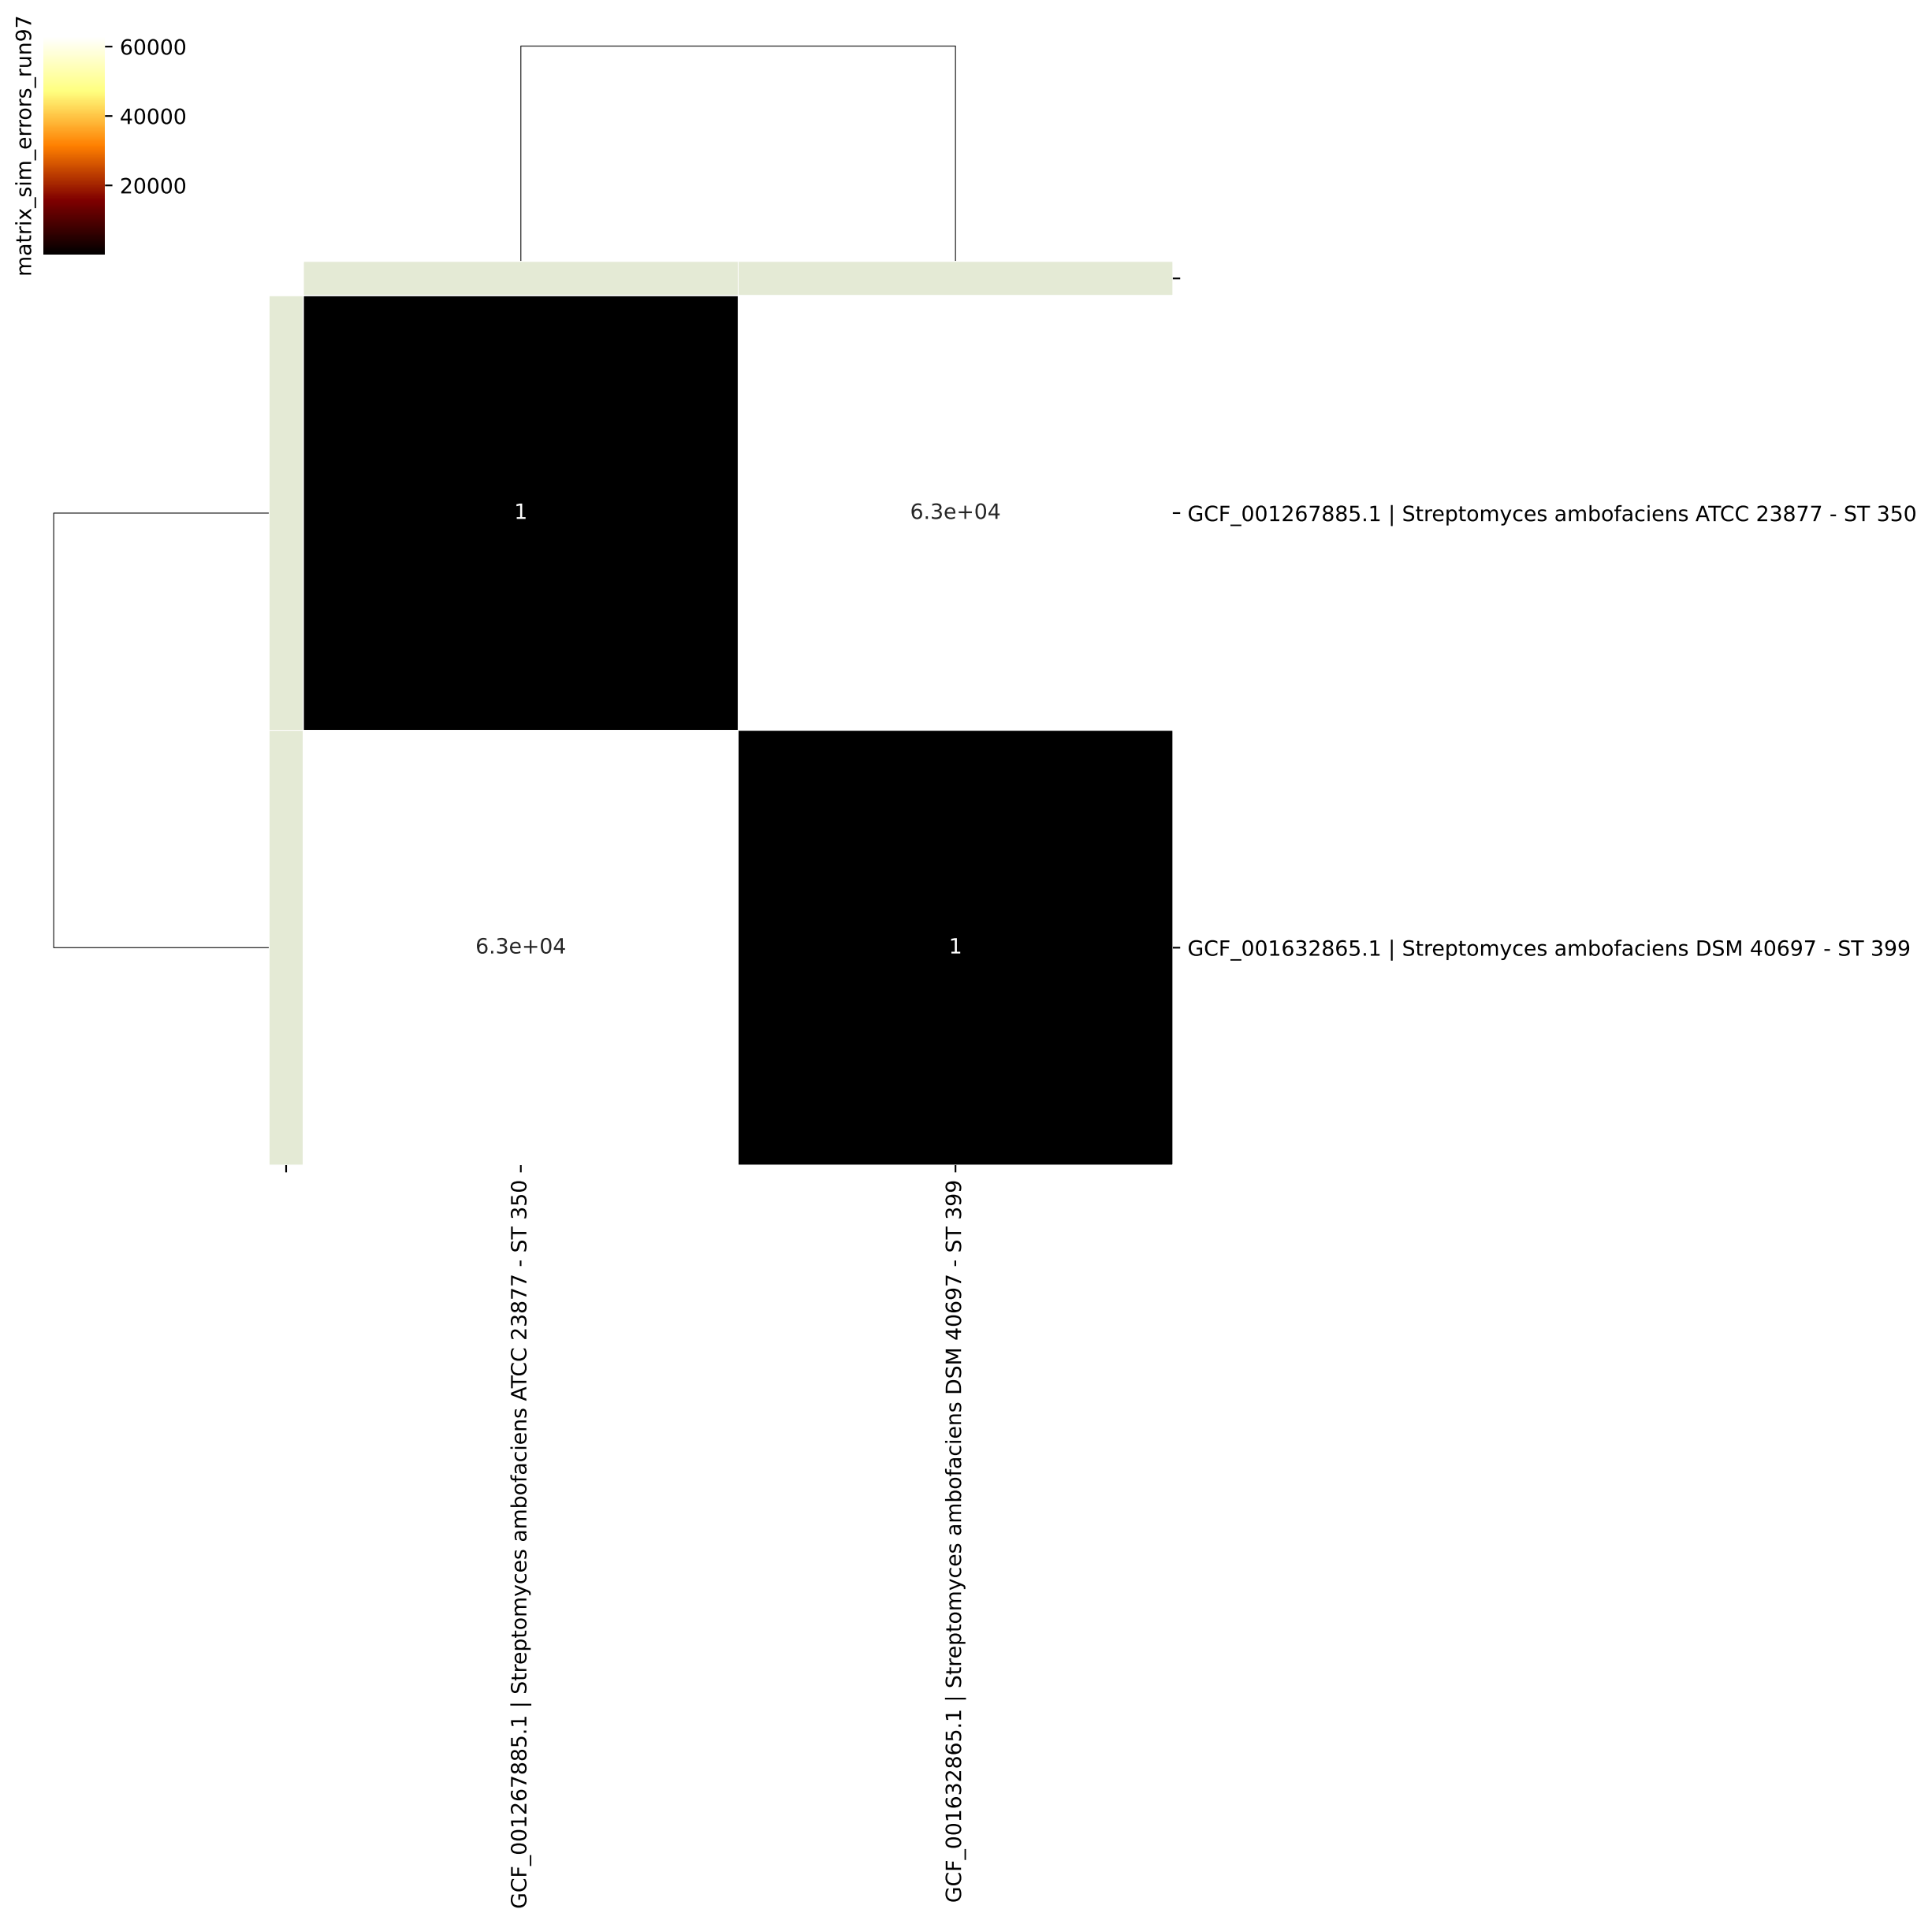 matrix_sim_errors_run97
60000
40000
20000
1
6.3e+04
GCF_001267885.1 | Streptomyces ambofaciens ATCC 23877 - ST 350
6.3e+04
1
GCF_001632865.1 | Streptomyces ambofaciens DSM 40697 - ST 399
GCF_001267885.1 | Streptomyces ambofaciens ATCC 23877 - ST 350
GCF_001632865.1 | Streptomyces ambofaciens DSM 40697 - ST 399